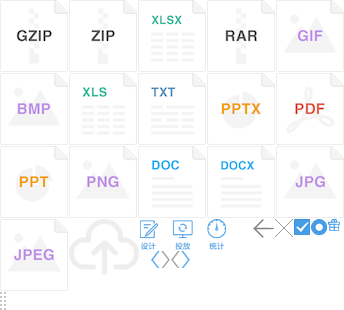 GZIP
ZIP
XLSX
RAR
GIF
BMP
XLS
TXT
PPTX
PDF
PPT
PNG
DOC
DOCX
JPG
JPEG
设计
投放
统计